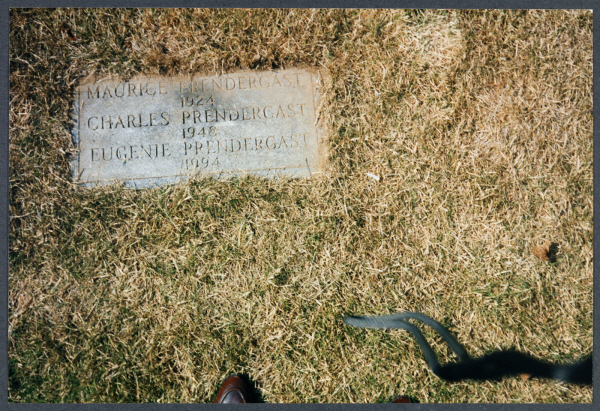 MAURICE PRENDERGAST
1924
CHARLES PRENDERGAST
1948
EUGENIE PRENDERGAST
1994